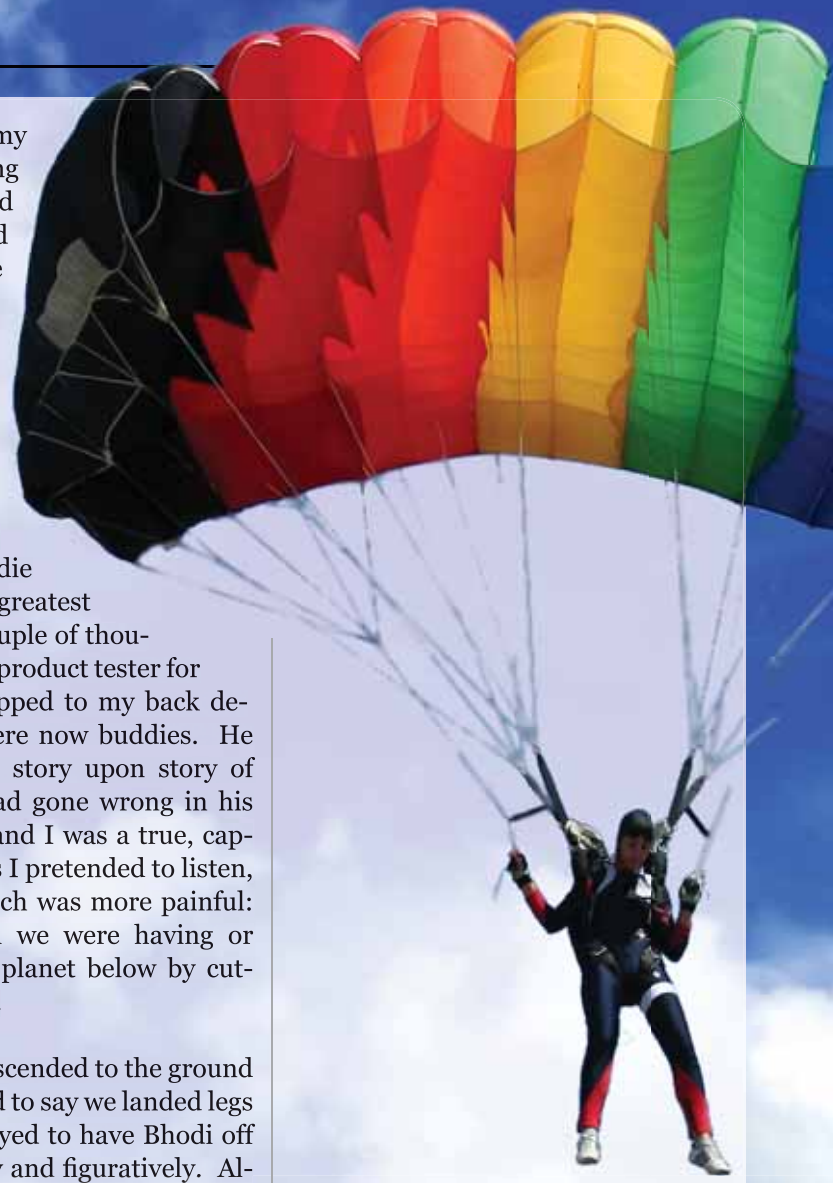 my
ng
d
d
e
die
greatest
uple of thou-
product tester for
pped to my back de-
ere now buddies. He
story upon story of
ad gone wrong in his
and I was a true, cap-
s I pretended to listen,
ch was more painful:
we were having or
planet below by cut-
scended to the ground
d to say we landed legs
yed to have Bhodi off
y and figuratively. Al-